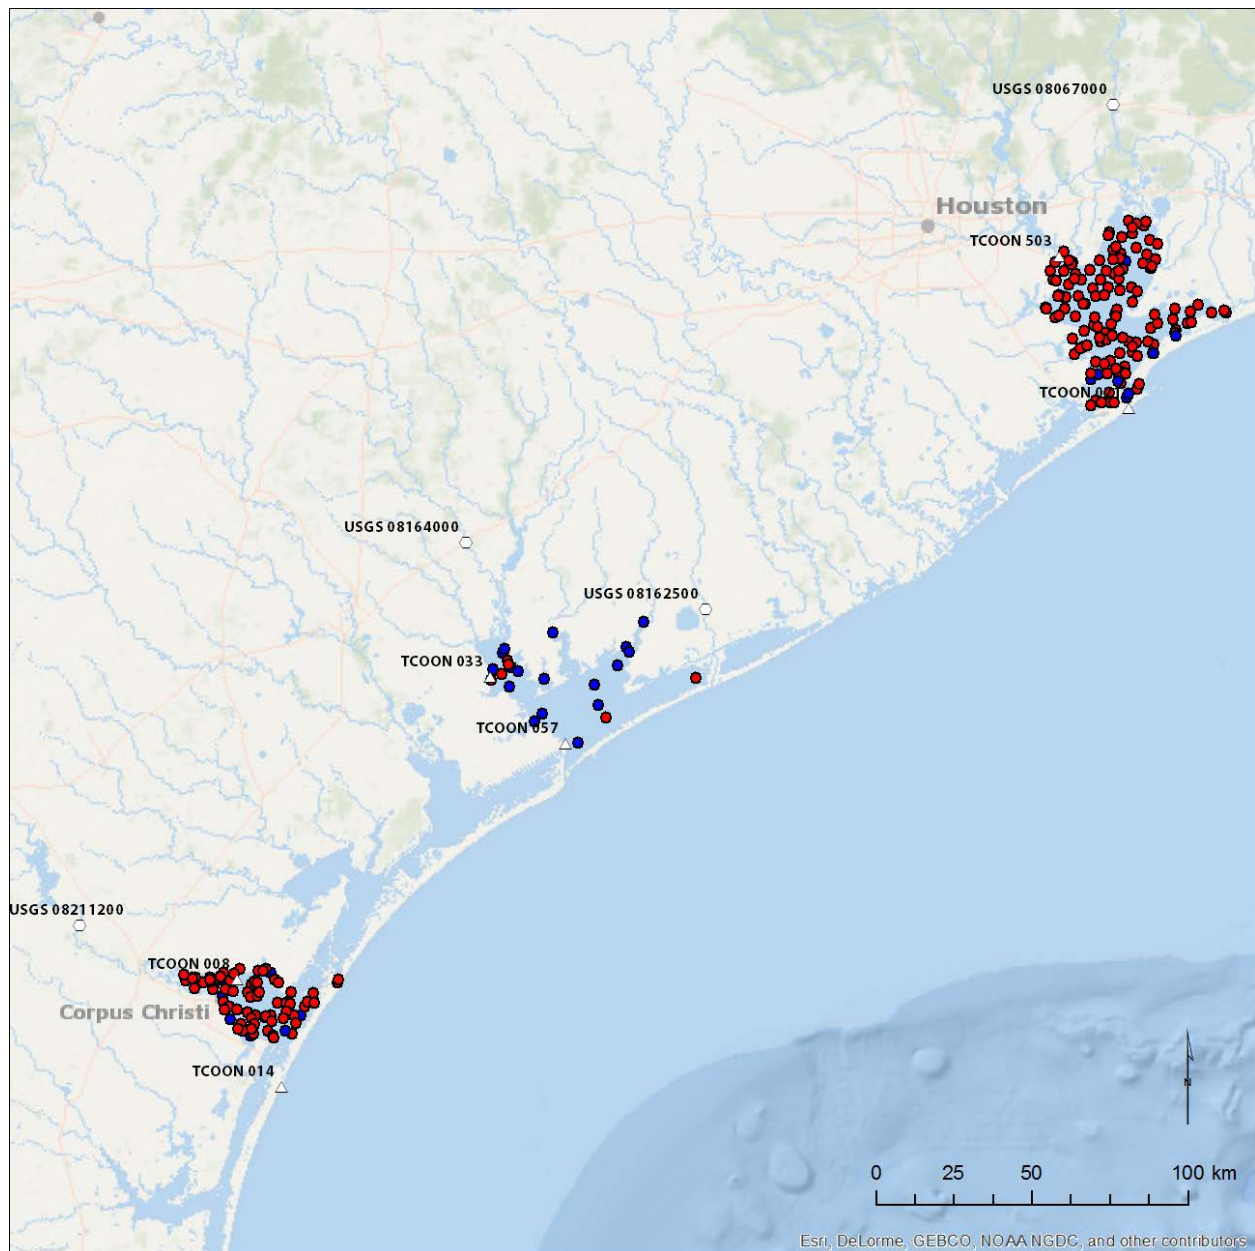 USGS 08067000
Houston
TCOON 503
TCOON 0
USGS 08164000
USGS 08162500
TCOON 033
TCOON 057
USGS 08211200
TCOON 008
Corpus Christi
TCOON 014
N
0 25 50 100 km
Esri, DeLorme, GEBCO, NOAA NGDC, and other contributors